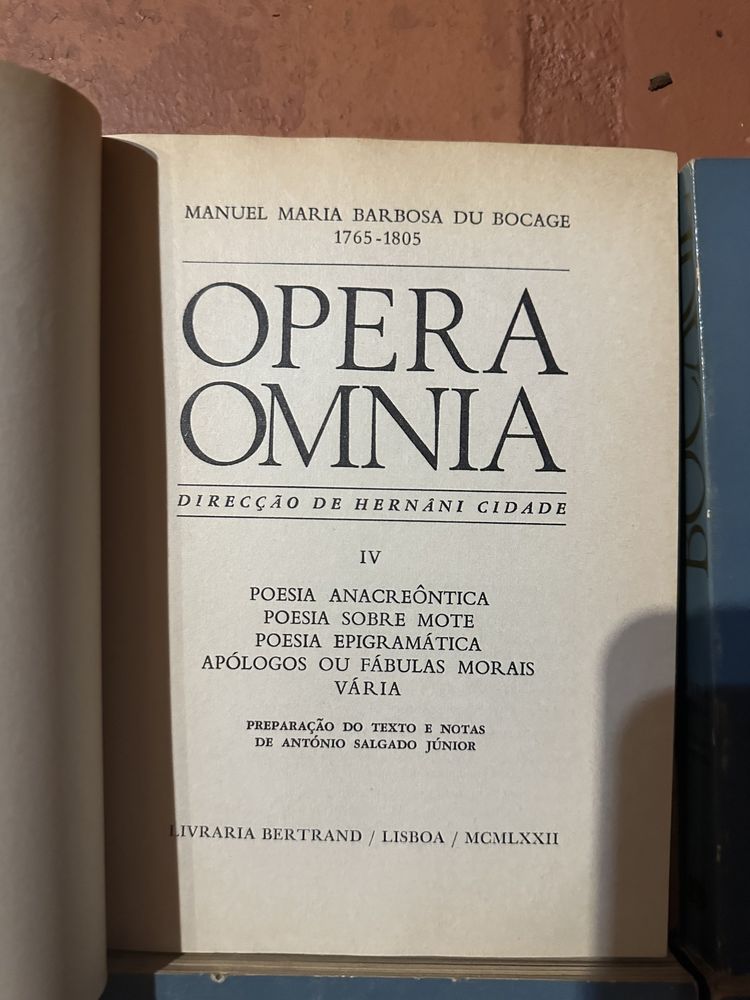 MANUEL MARIA BARBOSA DU BOCAGE
1765-1805
OPERA
OMNIA
DIRECÇÃO DE HERNÂNI CIDADE
IV
POESIA ANACREÔNTICA
POESIA SOBRE MOTE
POESIA EPIGRAMÁTICA
APÓLOGOS OU FÁBULAS MORAIS
VÁRIA
PREPARAÇÃO DO TEXTO E NOTAS
DE ANTÓNIO SALGADO JÚNIOR
LIVRARIA BERTRAND / LISBOA / MCMLXXII